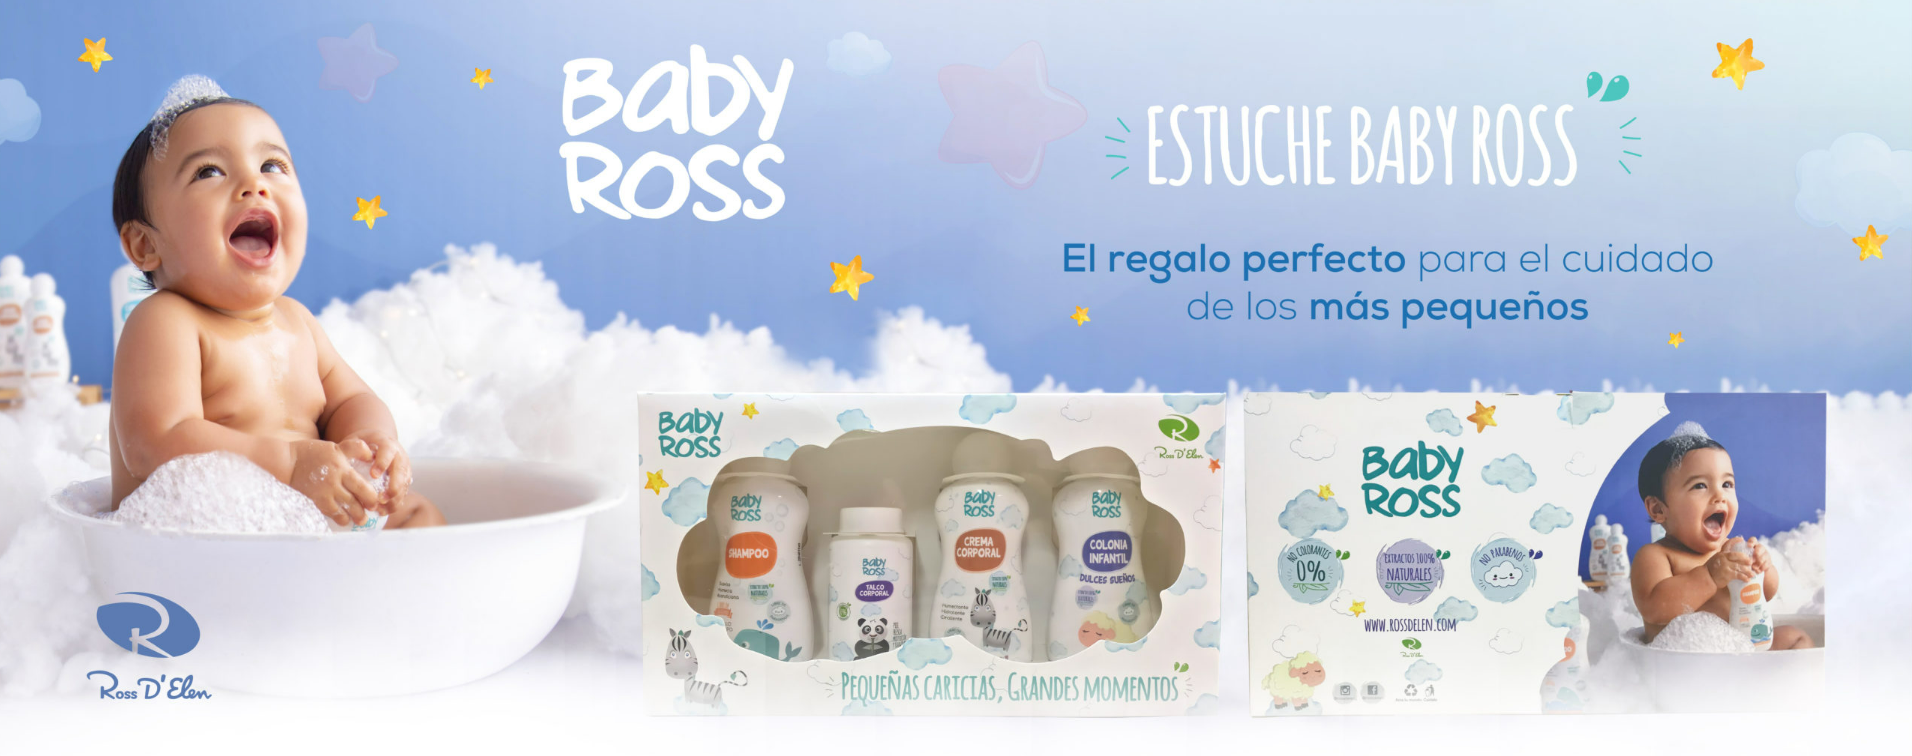 Baby
Ross
ESTUCHE BABY ROSS
El regalo perfecto para el cuidado
de los más pequeños
Ross D'Elen
Baby
Ross
Ross D'Elen
Baby
Ross
SHAMPOO
Baby
Ross
TALCO
CORPORAL
Baby
Ross
CREMA
CORPORAL
Baby
Ross
COLONIA
INFANTIL
DULCES SUEÑOS
PEQUEÑAS CARICIAS, GRANDES MOMENTOS
Baby
Ross
NO COLORANTES
0%
EXTRACTOS 100%
NATURALES
NO PARABENOS
WWW.ROSSDELEN.COM
Ross D'Elen